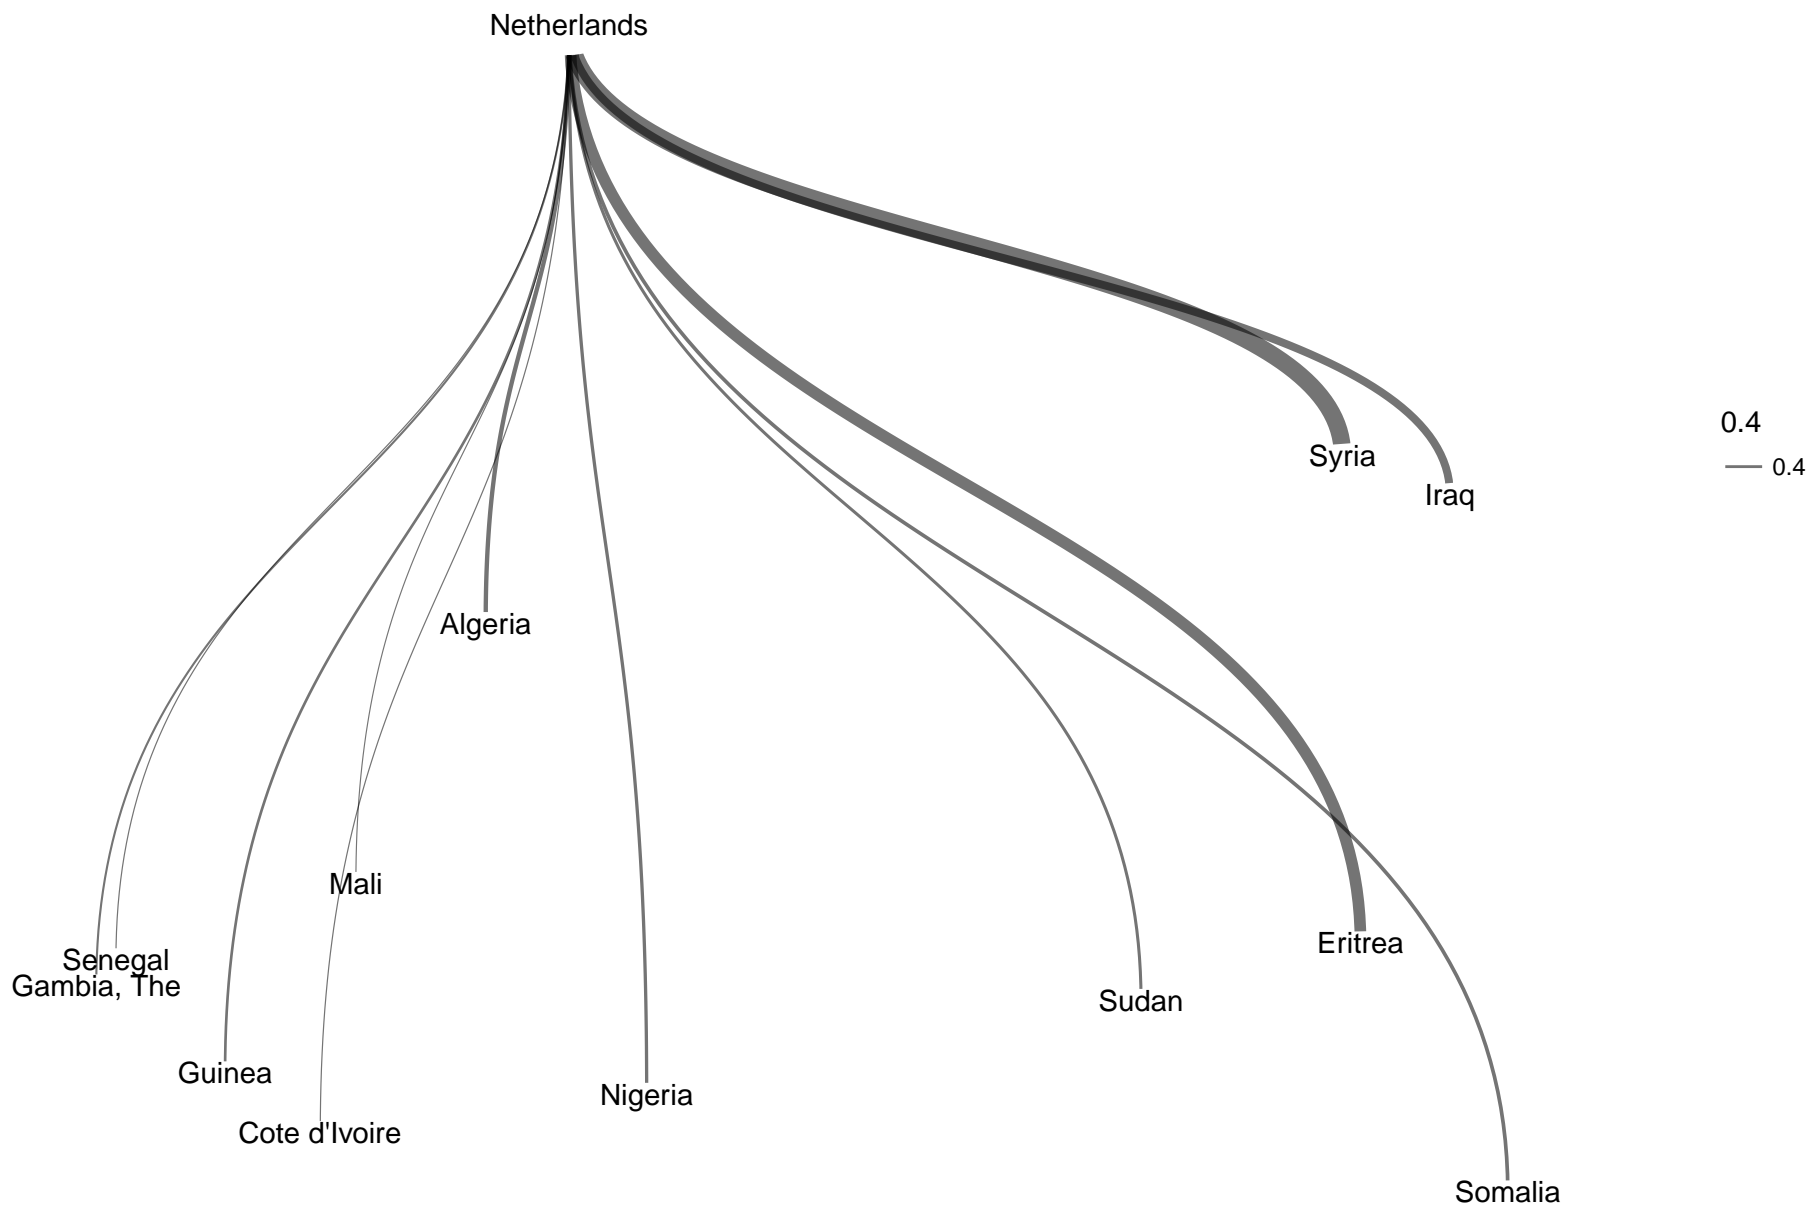 Netherlands
0.4
0.4
Syria
Iraq
Algeria
Mali
Eritrea
Senegal
Gambia, The
Sudan
Guinea
Nigeria
Cote d'Ivoire
Somalia